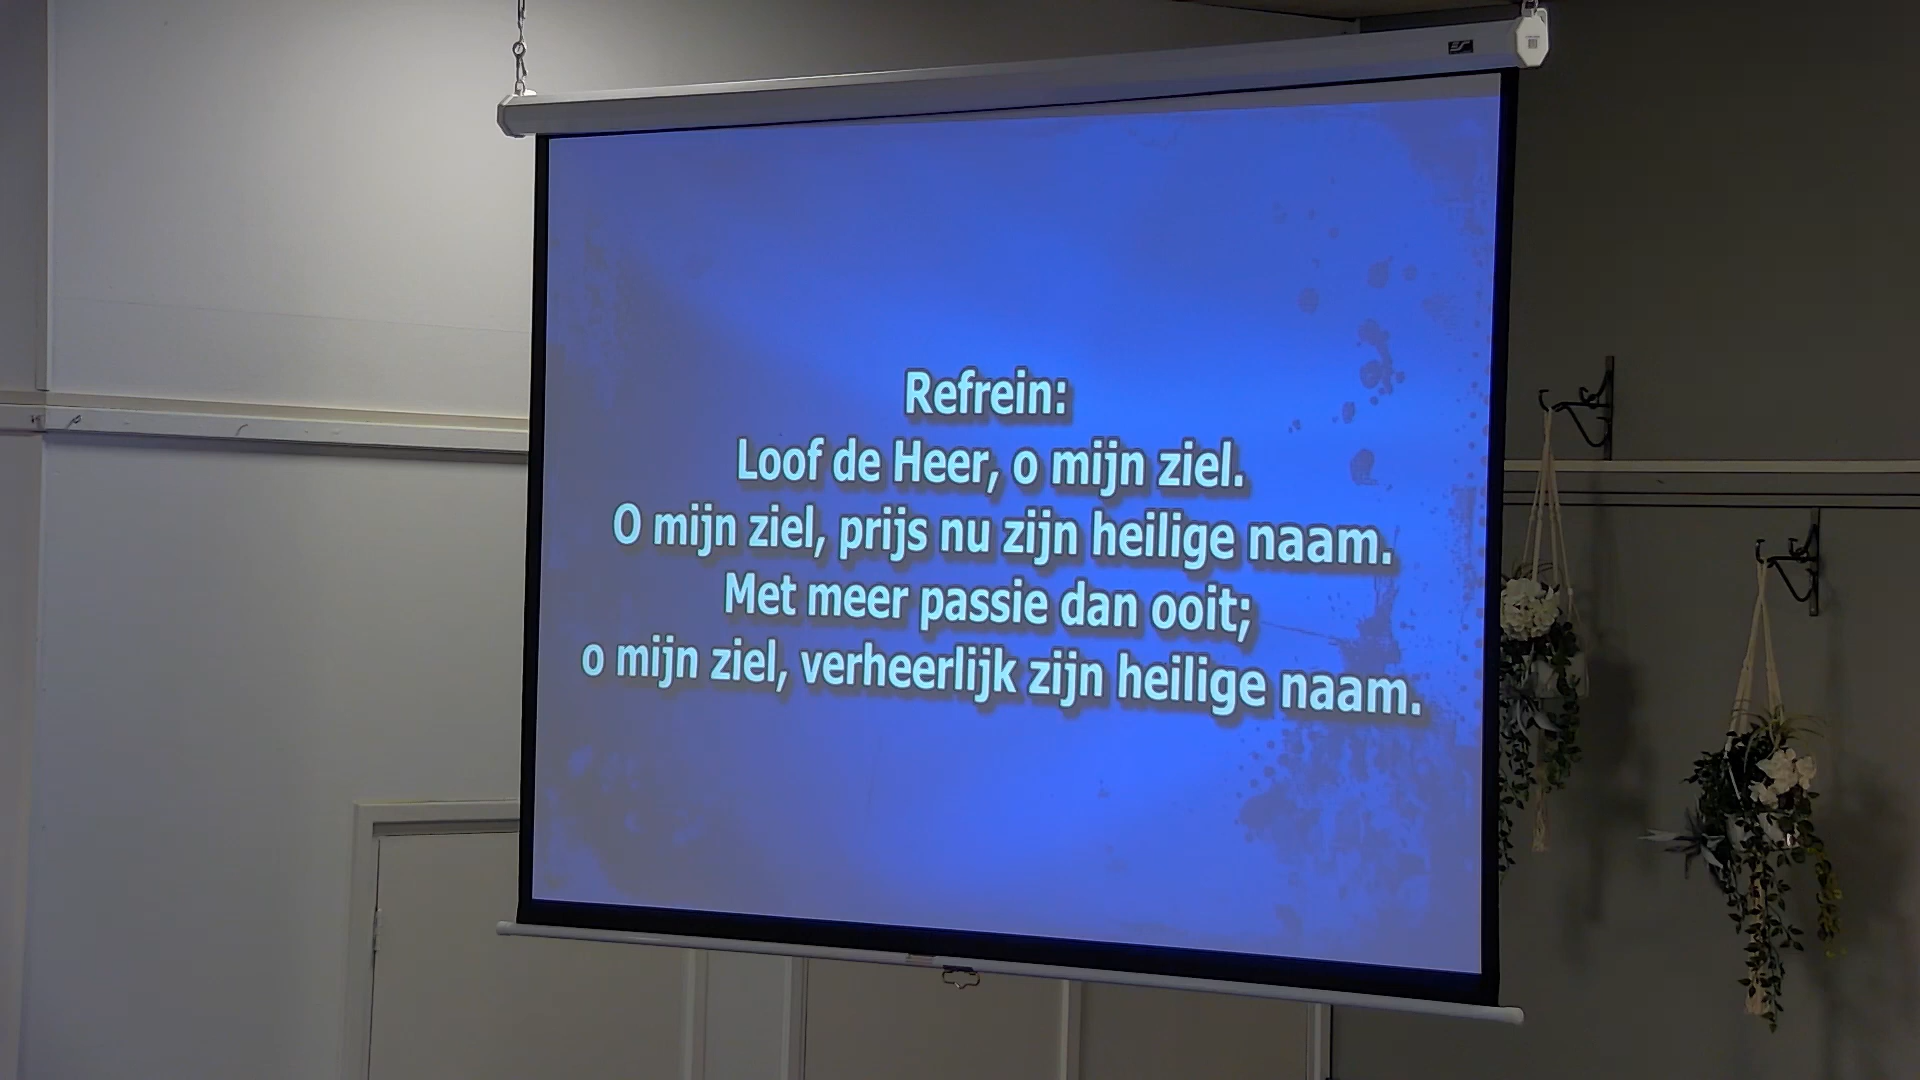 Refrein:
Loof de Heer, o mijn ziel.
O mijn ziel, prijs nu zijn heilige naam.
Met meer passie dan ooit;
o mijn ziel, verheerlijk zijn heilige naam.